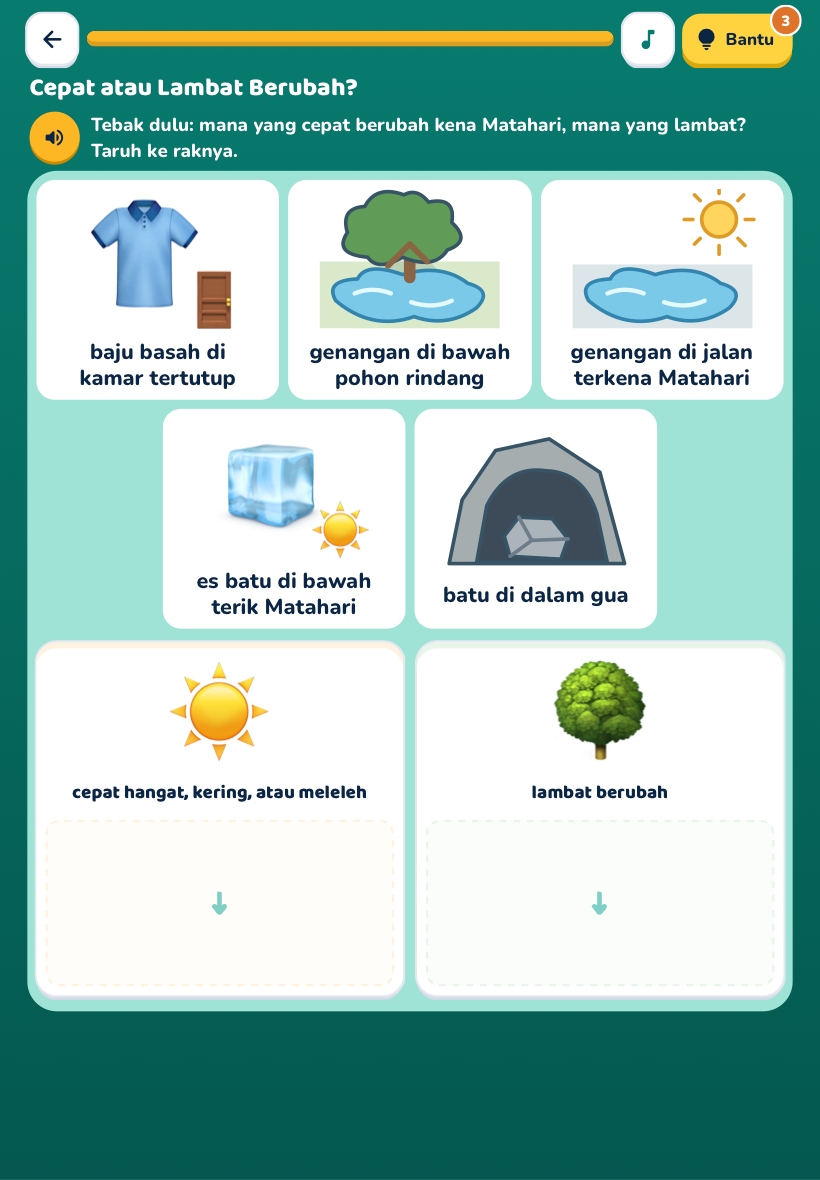 3
Bantu
Cepat atau Lambat Berubah?
Tebak dulu: mana yang cepat berubah kena Matahari, mana yang lambat?
Taruh ke raknya.
baju basah di
kamar tertutup
genangan di bawah
pohon rindang
genangan di jalan
terkena Matahari
es batu di bawah
terik Matahari
batu di dalam gua
cepat hangat, kering, atau meleleh
lambat berubah